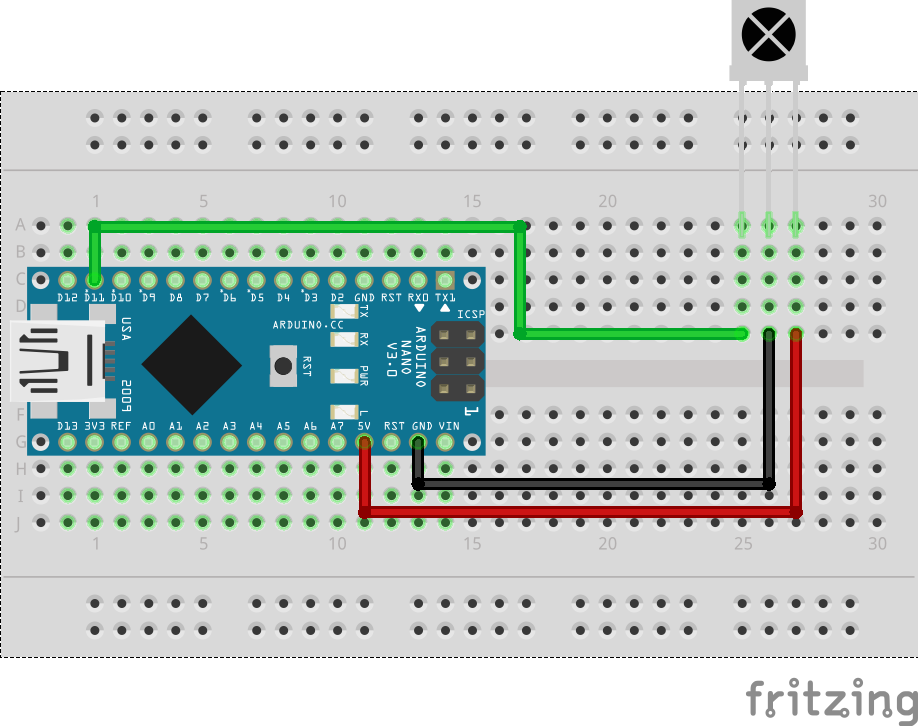 1 5 10 15 20 30
A
B
C
D12 D11 D10 D9 D8 D7 D6 D5 D4 D3 D2 GND RST RX0 TX1
D
TX
ICSP
USA
ARDUINO.CC
RX
ARDUINO
NANO
V3.0
RST
PWR
2009
L
1
F
D13 3V3 REF A0 A1 A2 A3 A4 A5 A6 A7 5V RST GND VIN
G
H
I
J
1 5 10 15 20 25 30
fritzing